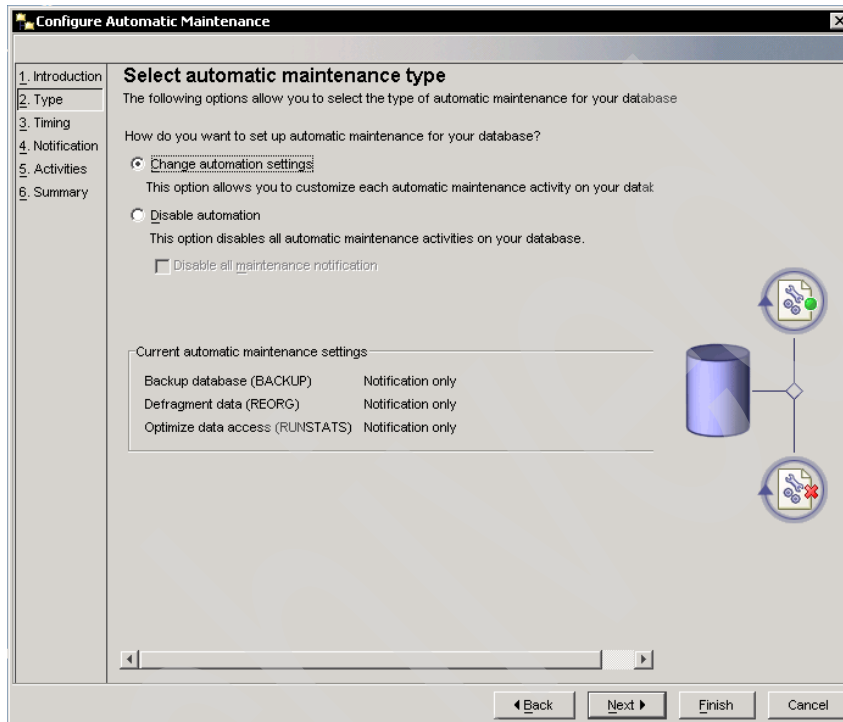 Configure Automatic Maintenance
1. Introduction
2. Type
3. Timing
4. Notification
5. Activities
6. Summary
Select automatic maintenance type
The following options allow you to select the type of automatic maintenance for your database
How do you want to set up automatic maintenance for your database?
Change automation settings
This option allows you to customize each automatic maintenance activity on your datak
Disable automation
This option disables all automatic maintenance activities on your database.
Disable all maintenance notification
Current automatic maintenance settings
Backup database (BACKUP) Notification only
Defragment data (REORG) Notification only
Optimize data access (RUNSTATS) Notification only
Back Next Finish Cancel